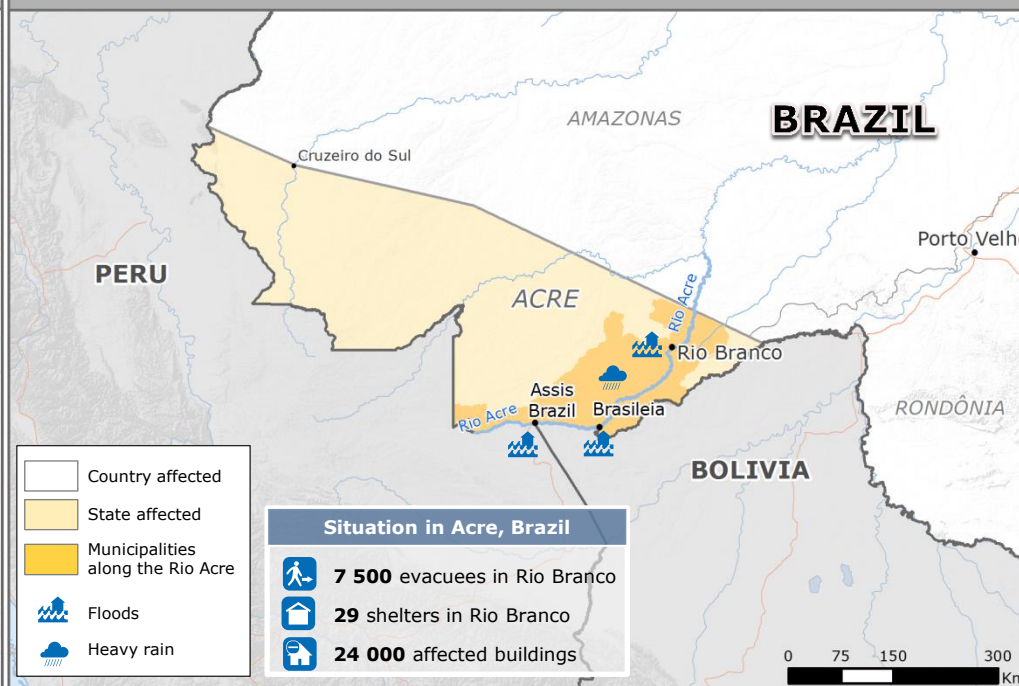 AMAZONAS
BRAZIL
Cruzeiro do Sul
Porto Velh
PERU
ACRE
Rio Acre
Rio Branco
Assis
Brazil
Brasileia
Rio Acre
RONDÔNIA
BOLIVIA
Country affected
State affected
Municipalities
along the Rio Acre
Floods
Heavy rain
Situation in Acre, Brazil
7 500 evacuees in Rio Branco
29 shelters in Rio Branco
24 000 affected buildings
0 75 150 300
Km